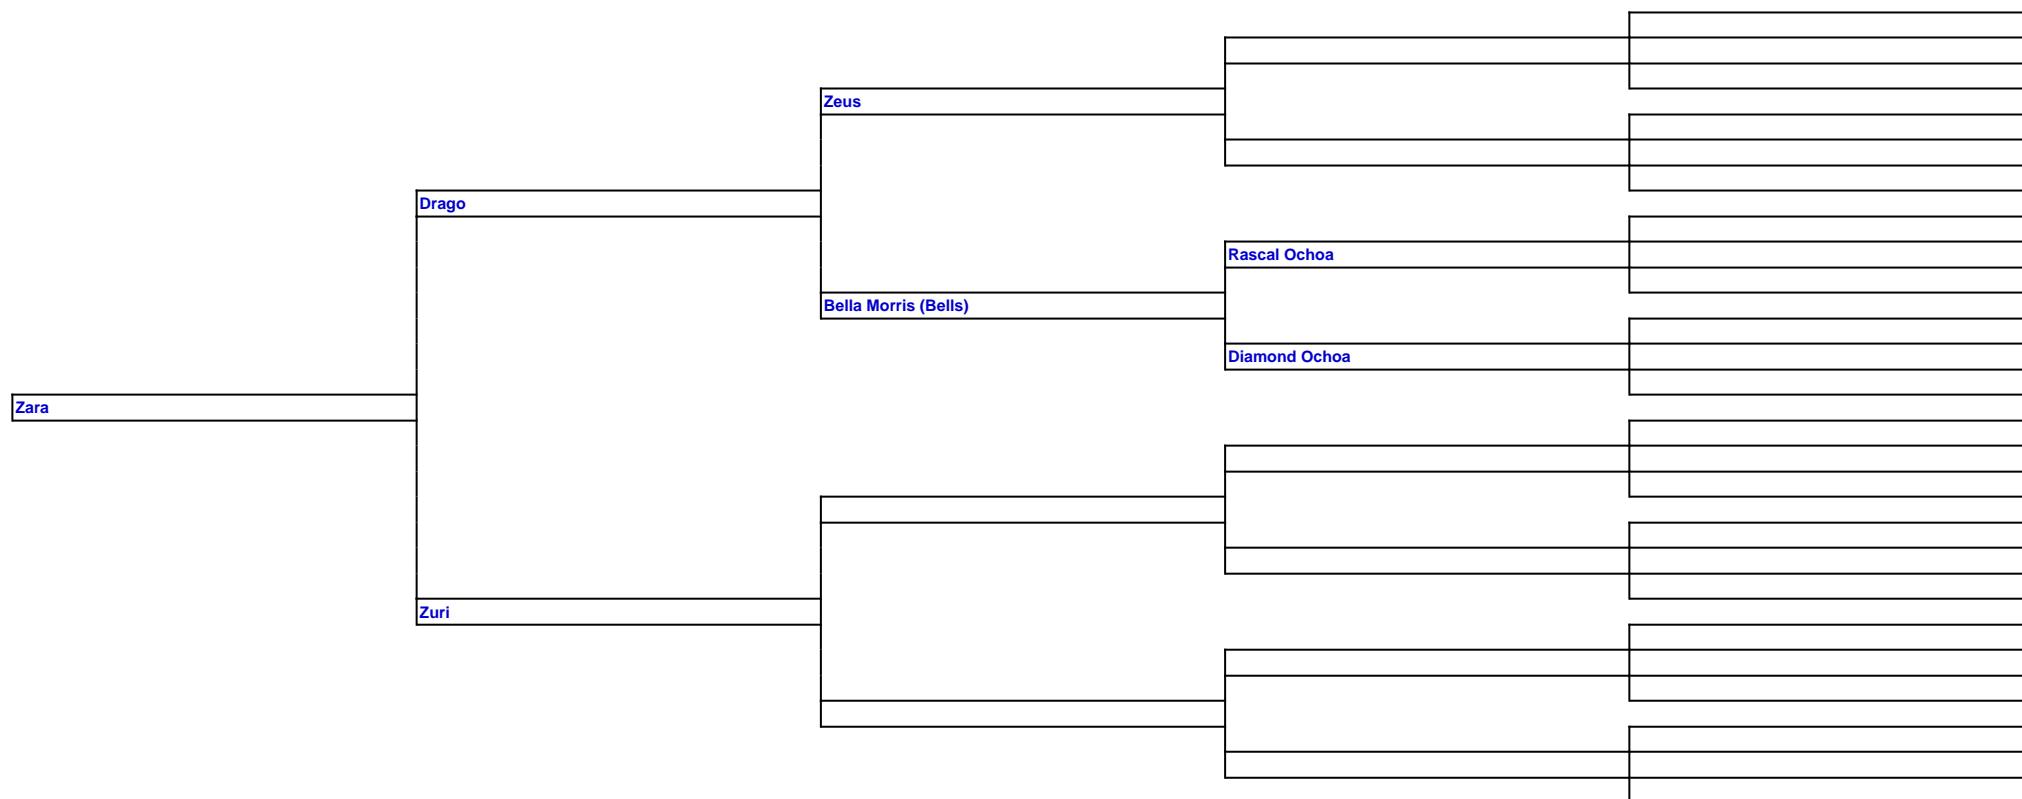 Zeus
Drago
Rascal Ochoa
Bella Morris (Bells)
Diamond Ochoa
Zara
Zuri